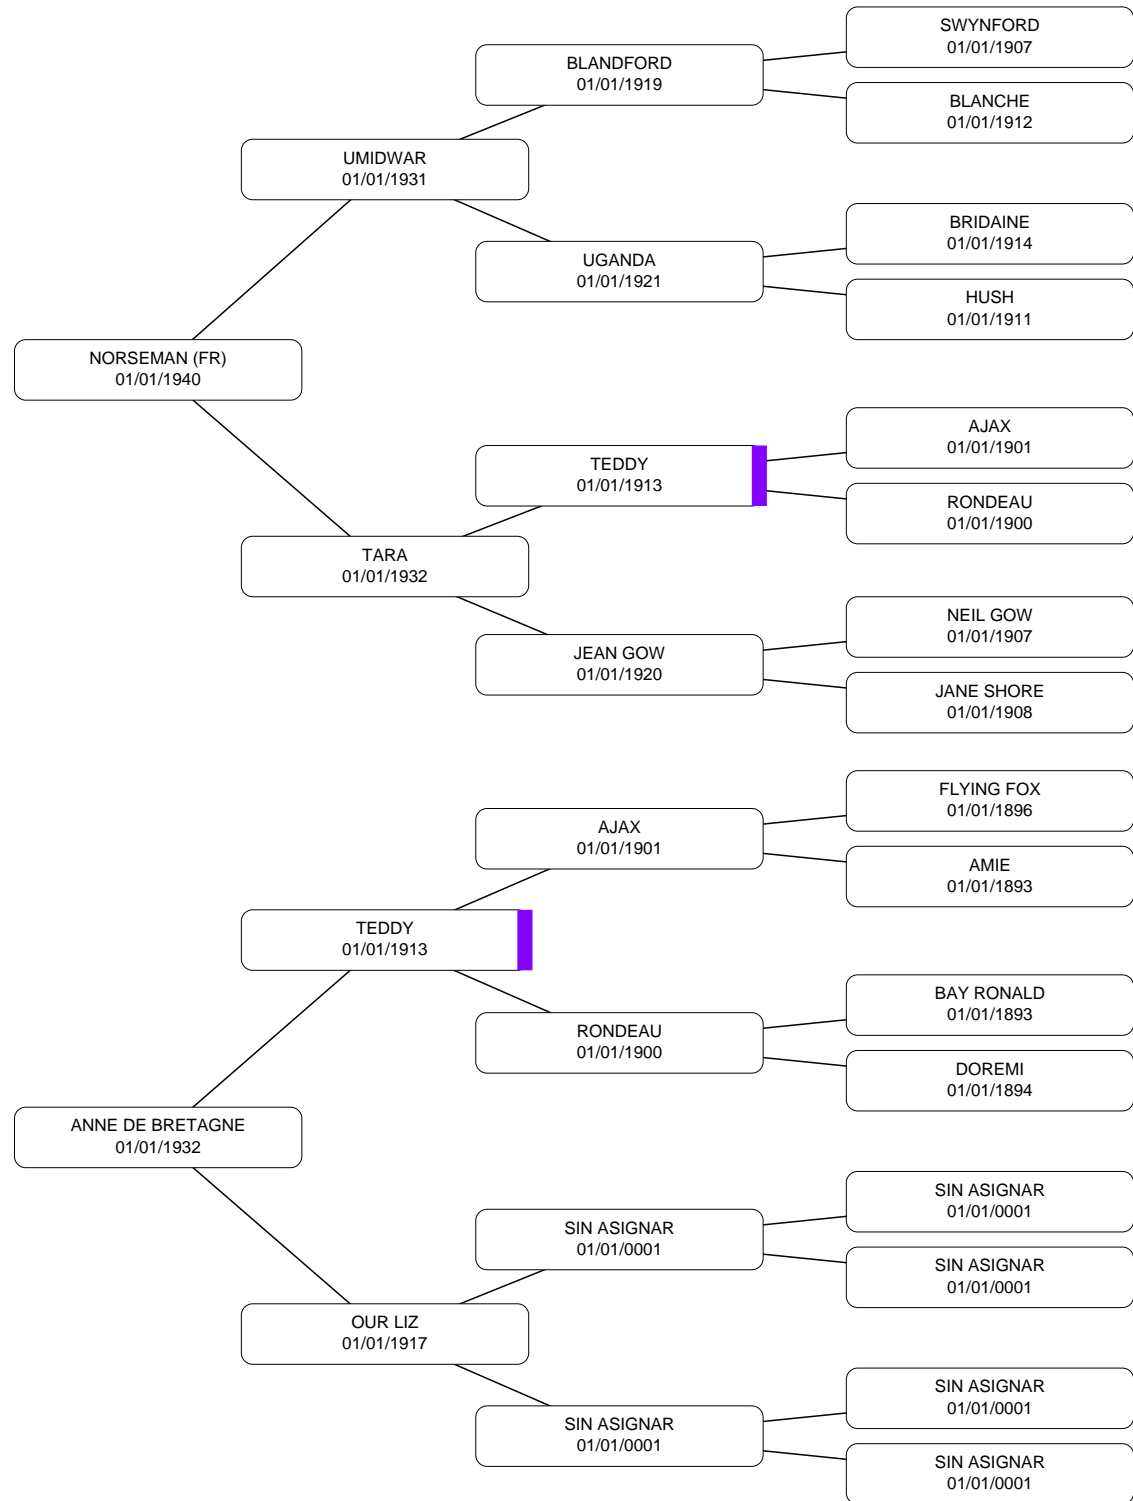 SWYNFORD
01/01/1907
BLANDFORD
01/01/1919
BLANCHE
01/01/1912
UMIDWAR
01/01/1931
BRIDAINE
01/01/1914
UGANDA
01/01/1921
HUSH
01/01/1911
NORSEMAN (FR)
01/01/1940
AJAX
01/01/1901
TEDDY
01/01/1913
RONDEAU
01/01/1900
TARA
01/01/1932
NEIL GOW
01/01/1907
JEAN GOW
01/01/1920
JANE SHORE
01/01/1908
FLYING FOX
01/01/1896
AJAX
01/01/1901
AMIE
01/01/1893
TEDDY
01/01/1913
BAY RONALD
01/01/1893
RONDEAU
01/01/1900
DOREMI
01/01/1894
ANNE DE BRETAGNE
01/01/1932
SIN ASIGNAR
01/01/0001
SIN ASIGNAR
01/01/0001
SIN ASIGNAR
01/01/0001
OUR LIZ
01/01/1917
SIN ASIGNAR
01/01/0001
SIN ASIGNAR
01/01/0001
SIN ASIGNAR
01/01/0001